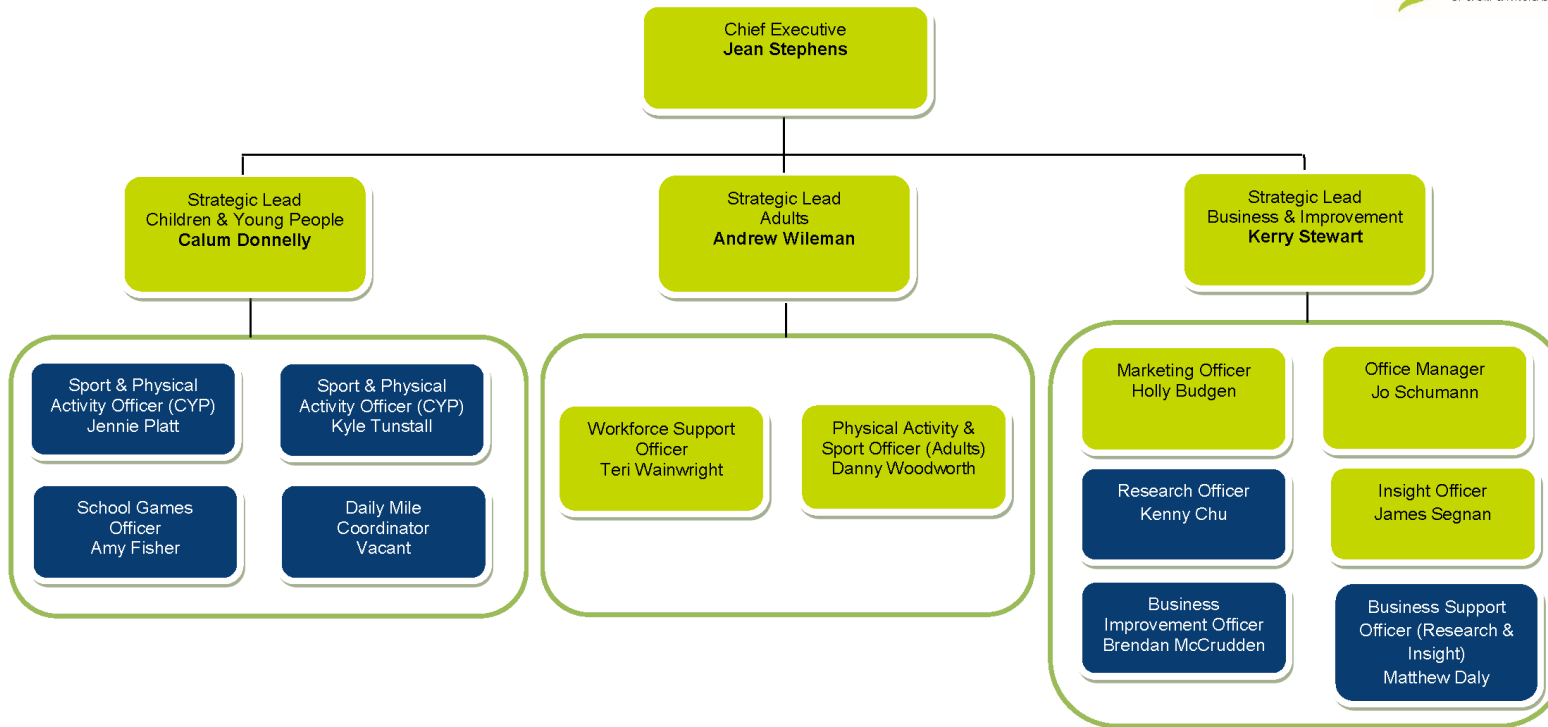 Chief Executive
Jean Stephens
Strategic Lead
Children & Young People
Calum Donnelly
Strategic Lead
Adults
Andrew Wileman
Strategic Lead
Business & Improvement
Kerry Stewart
Sport & Physical
Activity Officer (CYP)
Jennie Platt
Sport & Physical
Activity Officer (CYP)
Kyle Tunstall
School Games
Officer
Amy Fisher
Daily Mile
Coordinator
Vacant
Workforce Support
Officer
Teri Wainwright
Physical Activity &
Sport Officer (Adults)
Danny Woodworth
Marketing Officer
Holly Budgen
Office Manager
Jo Schumann
Research Officer
Kenny Chu
Insight Officer
James Segnan
Business
Improvement Officer
Brendan McCrudden
Business Support
Officer (Research &
Insight)
Matthew Daly